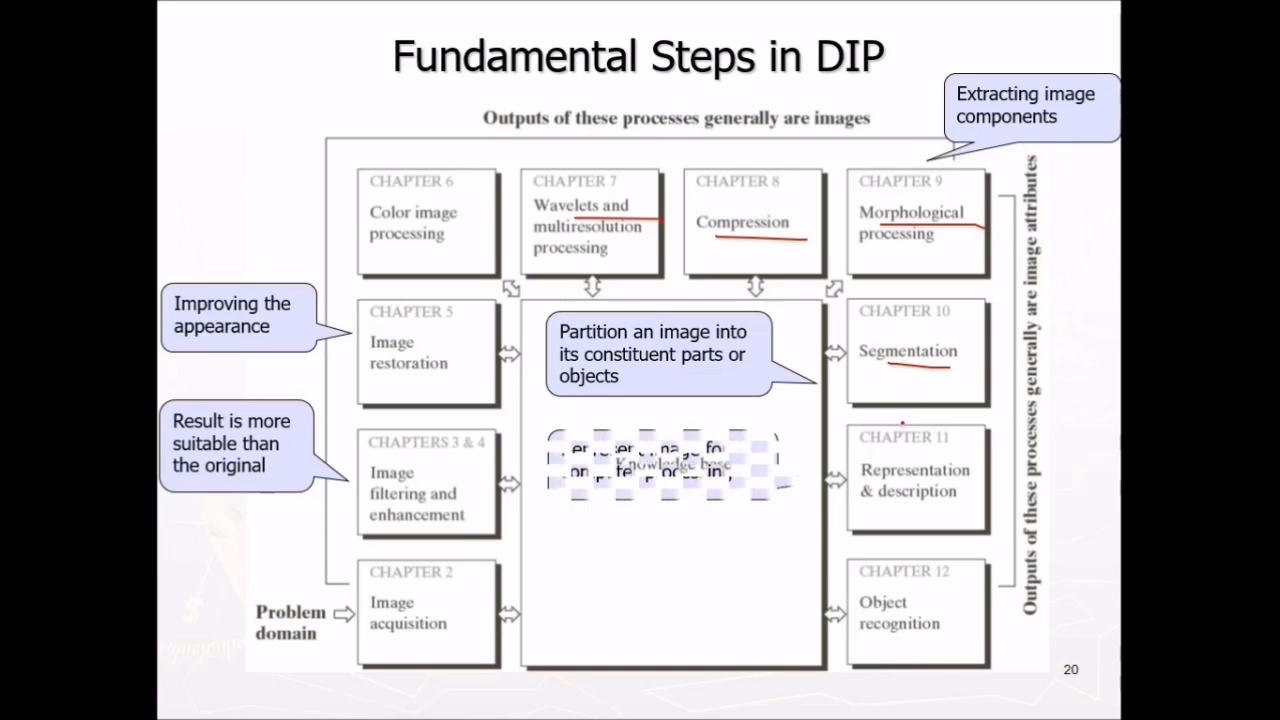 Fundamental Steps in DIP
Extracting image
components
Outputs of these processes generally are images
CHAPTER 6
Color image
processing
CHAPTER 7
Wavelets and
multiresolution
processing
CHAPTER 8
Compression
CHAPTER 9
Morphological
processing
Outputs of these processes generally are image attributes
Improving the
appearance
CHAPTER 5
Image
restoration
Partition an image into
its constituent parts or
objects
CHAPTER 10
Segmentation
Result is more
suitable than
the original
CHAPTERS 3 & 4
Image
filtering and
enhancement
Knowledge base
CHAPTER 11
Representation
& description
Problem
domain
CHAPTER 2
Image
acquisition
CHAPTER 12
Object
recognition
20